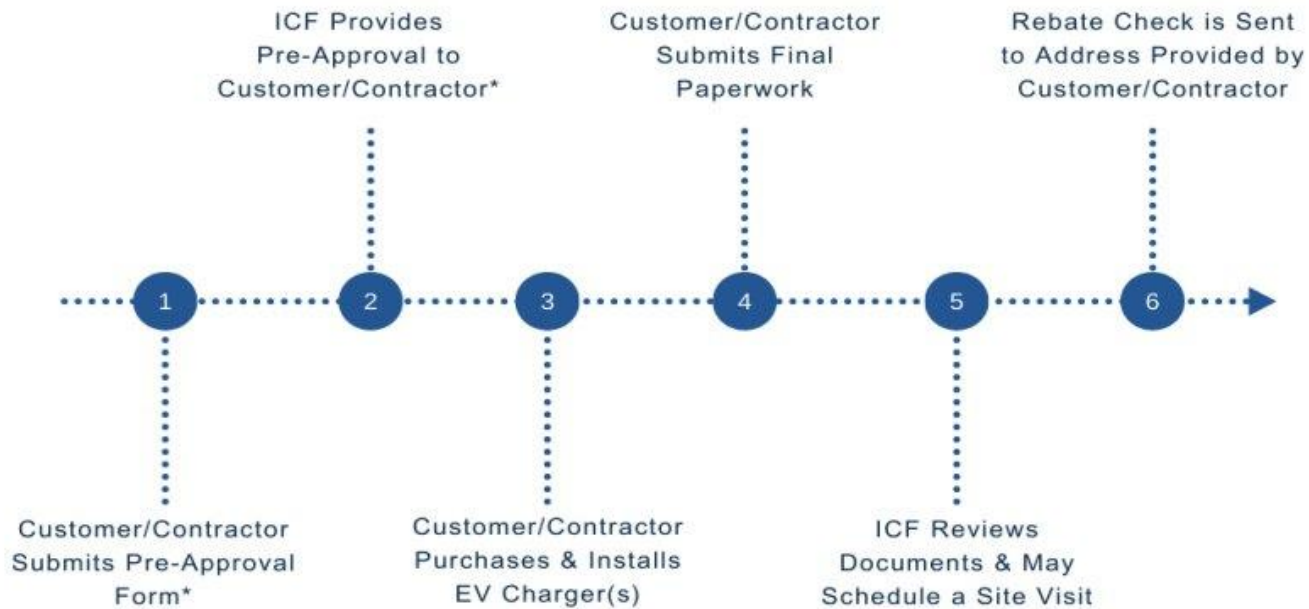 ICF Provides
Pre-Approval to
Customer/Contractor*
Customer/Contractor
Submits Final
Paperwork
Rebate Check is Sent
to Address Provided by
Customer/Contractor
1
2
3
4
5
6
Customer/Contractor
Submits Pre-Approval
Form*
Customer/Contractor
Purchases & Installs
EV Charger(s)
ICF Reviews
Documents & May
Schedule a Site Visit